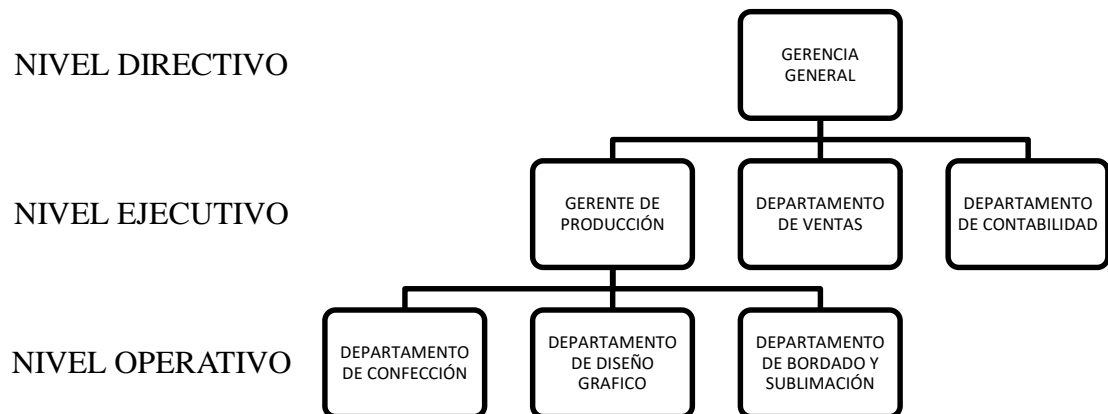 NIVEL DIRECTIVO
GERENCIA
GENERAL
NIVEL EJECUTIVO
GERENTE DE
PRODUCCIÓN
DEPARTAMENTO
DE VENTAS
DEPARTAMENTO
DE CONTABILIDAD
NIVEL OPERATIVO
DEPARTAMENTO
DE CONFECCIÓN
DEPARTAMENTO
DE DISEÑO
GRAFICO
DEPARTAMENTO
DE BORDADO Y
SUBLIMACIÓN